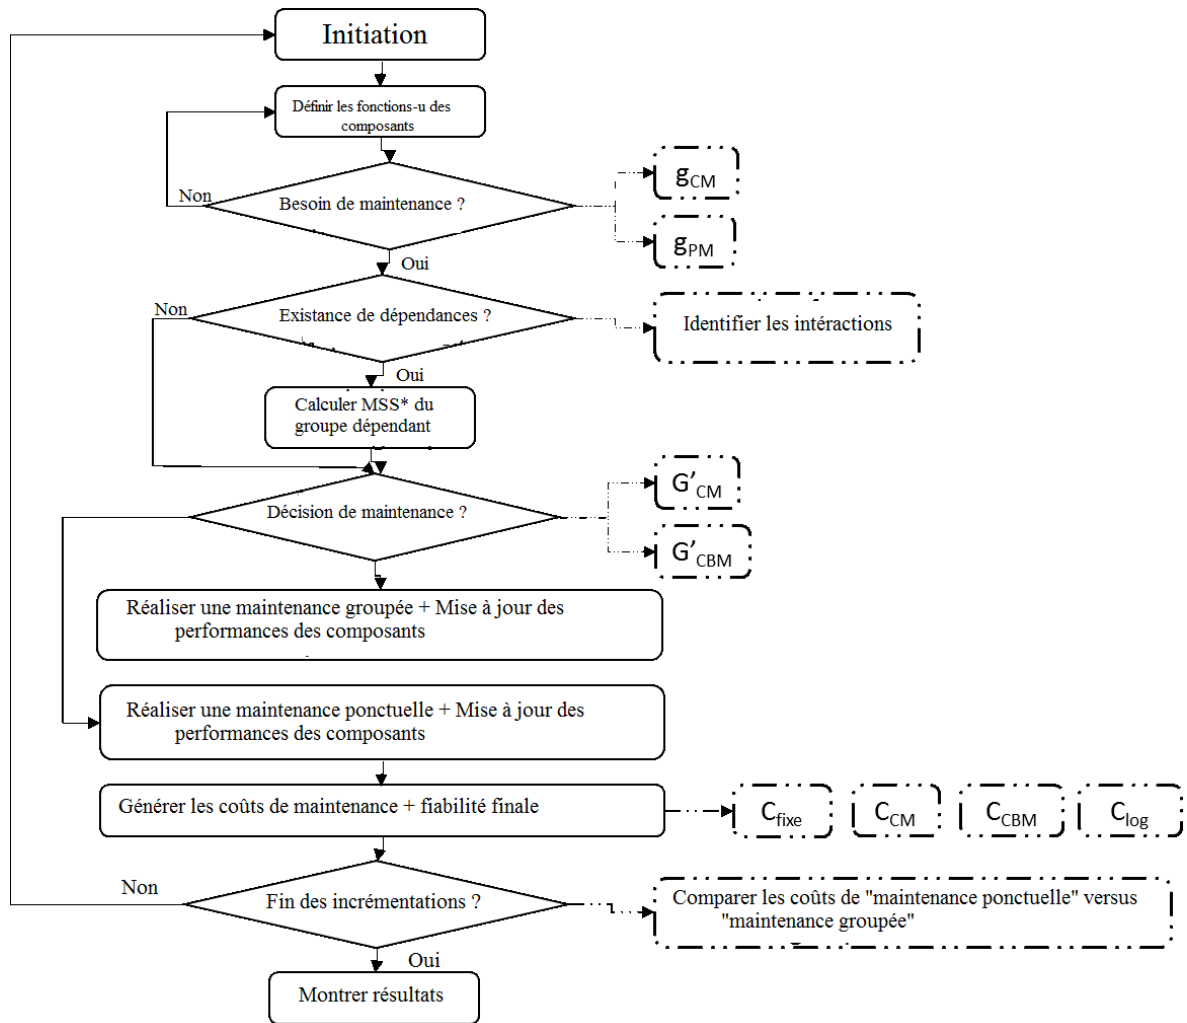 Initiation
Définir les fonctions-u des
composants
Non
Besoin de maintenance ?
gCM
gPM
Oui
Non
Existance de dépendances ?
Identifier les intéractions
Oui
Calculer MSS* du
groupe dépendant
Décision de maintenance ?
G’CM
G’CBM
Réaliser une maintenance groupée + Mise à jour des
performances des composants
Réaliser une maintenance ponctuelle + Mise à jour des
performances des composants
Générer les coûts de maintenance + fiabilité finale
Cfixe
CCM
CCBM
Clog
Non
Fin des incrémentations ?
Comparer les coûts de "maintenance ponctuelle" versus
"maintenance groupée"
Oui
Montrer résultats